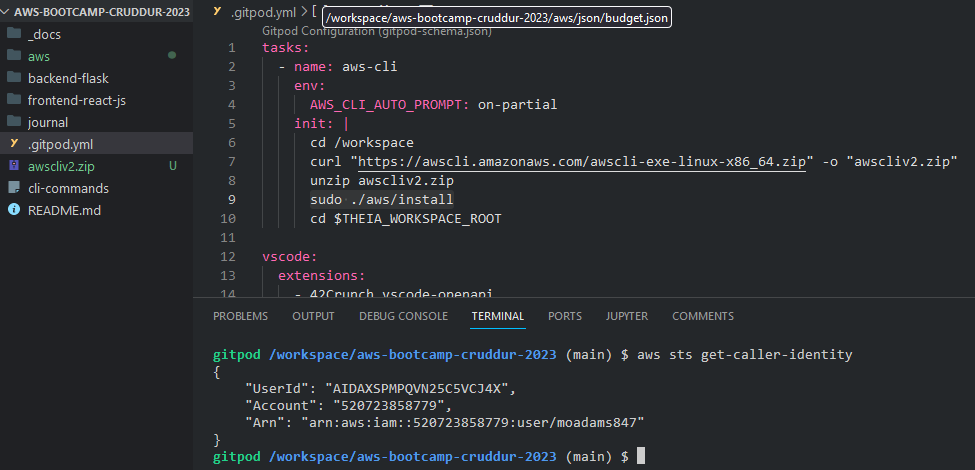 AWS-BOOTCAMP-CRUDDUR-2023
_docs
aws
backend-flask
frontend-react-js
journal
.gitpod.yml
awscliv2.zip U
cli-commands
README.md
.gitpod.yml > [
/workspace/aws-bootcamp-cruddur-2023/aws/json/budget.json
Gitpod Configuration (gitpod-schema.json)
1 tasks:
2 - name: aws-cli
3 env:
4 AWS_CLI_AUTO_PROMPT: on-partial
5 init: |
6 cd /workspace
7 curl "https://awscli.amazonaws.com/awscli-exe-linux-x86_64.zip" -o "awscliv2.zip"
8 unzip awscliv2.zip
9 sudo ./aws/install
10 cd $THEIA_WORKSPACE_ROOT
11
12 vscode:
13 extensions:
14 - 42Crunch.vscode-openapi
PROBLEMS OUTPUT DEBUG CONSOLE TERMINAL PORTS JUPYTER COMMENTS
gitpod /workspace/aws-bootcamp-cruddur-2023 (main) $ aws sts get-caller-identity
{
"UserId": "AIDAXSPMPQVN25C5VCJ4X",
"Account": "520723858779",
"Arn": "arn:aws:iam::520723858779:user/moadams847"
}
gitpod /workspace/aws-bootcamp-cruddur-2023 (main) $